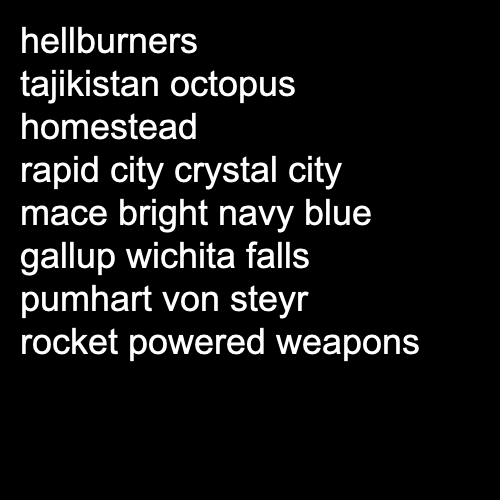 hellburners
tajikistan octopus
homestead
rapid city crystal city
mace bright navy blue
gallup wichita falls
pumhart von steyr
rocket powered weapons